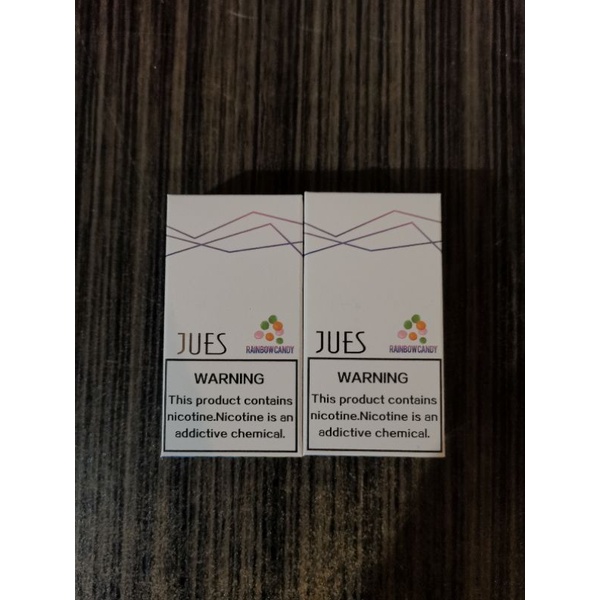 JUES
RAINBOWCANDY
WARNING
This product contains
nicotine.Nicotine is an
addictive chemical.
JUES
RAINBOWCANDY
WARNING
This product contains
nicotine.Nicotine is an
addictive chemical.